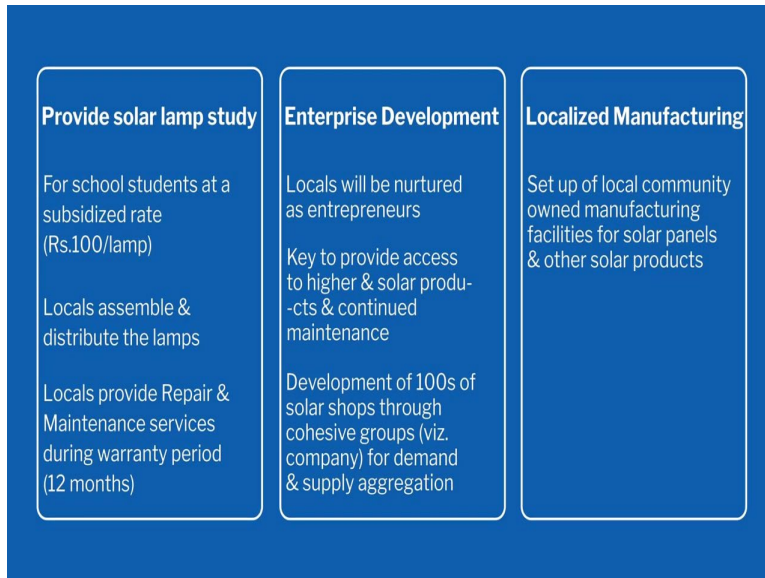 Provide solar lamp study
For school students at a
subsidized rate
(Rs.100/lamp)
Locals assemble &
distribute the lamps
Locals provide Repair &
Maintenance services
during warranty period
(12 months)
Enterprise Development
Locals will be nurtured
as entrepreneurs
Key to provide access
to higher & solar produ-
-cts & continued
maintenance
Development of 100s of
solar shops through
cohesive groups (viz.
company) for demand
& supply aggregation
Localized Manufacturing
Set up of local community
owned manufacturing
facilities for solar panels
& other solar products